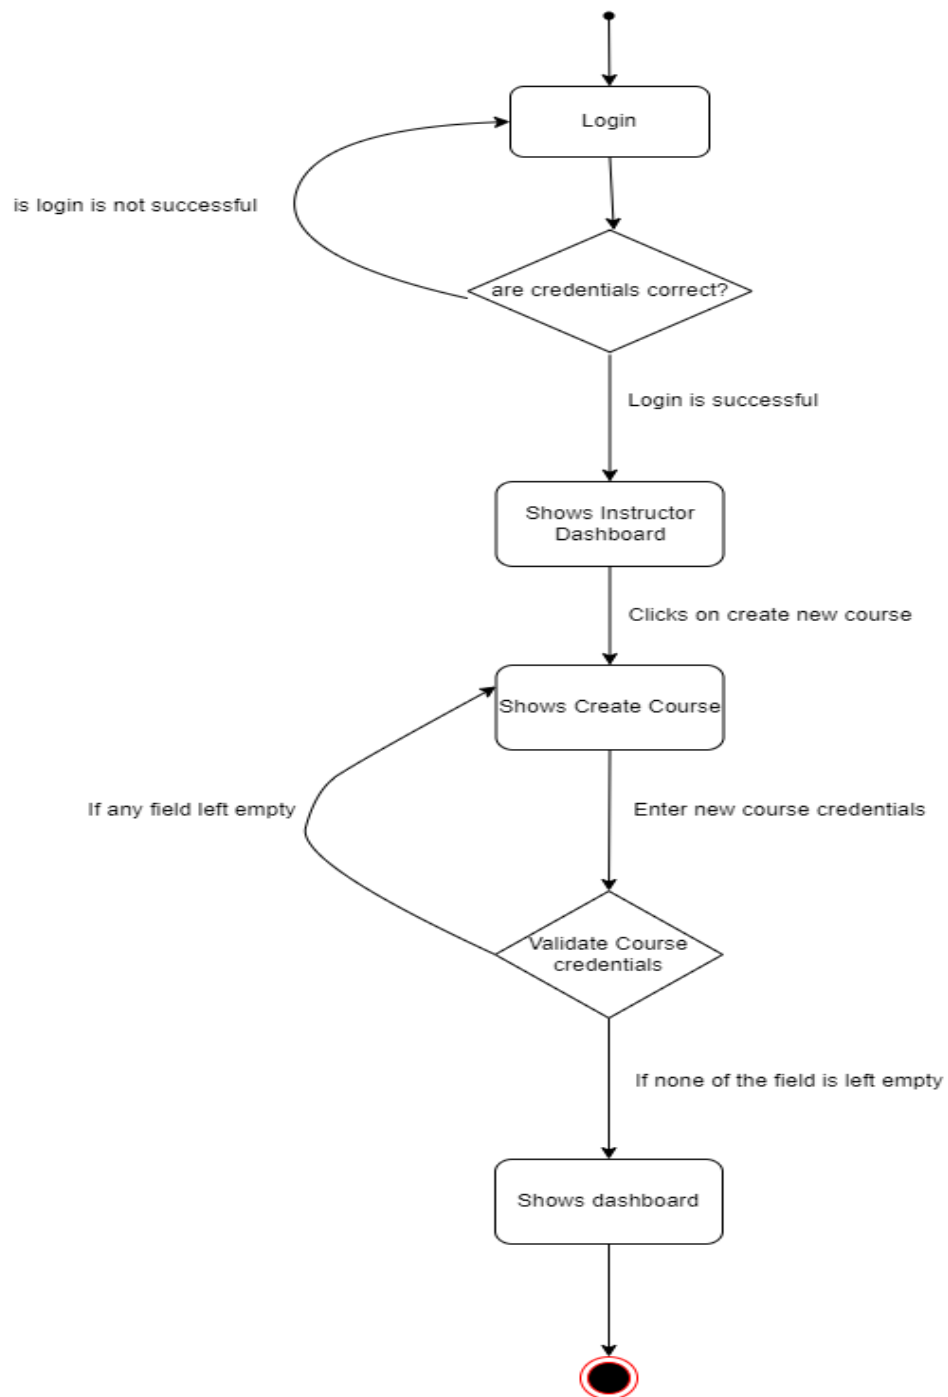 Login
is login is not successful
are credentials correct?
Login is successful
Shows Instructor
Dashboard
Clicks on create new course
Shows Create Course
If any field left empty
Enter new course credentials
Validate Course
credentials
If none of the field is left empty
Shows dashboard